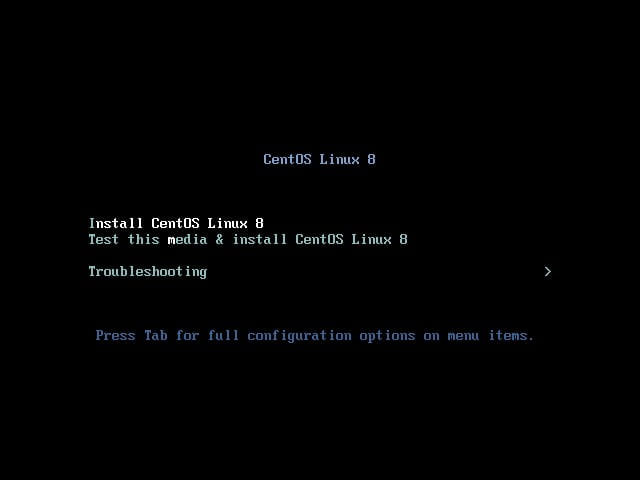 CentOS Linux 8
Install CentOS Linux 8
Test this media & install CentOS Linux 8
Troubleshooting >
Press Tab for full configuration options on menu items.